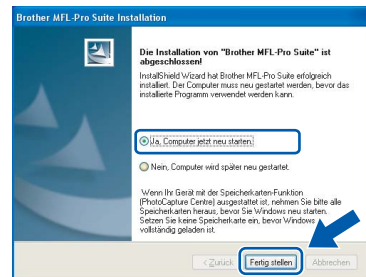 Brother MFL-Pro Suite Installation
Die Installation von "Brother MFL-Pro Suite" ist
abgeschlossen!
InstallShield Wizard hat Brother MFL-Pro Suite erfolgreich
installiert. Der Computer muss neu gestartet werden, bevor das
installierte Programm verwendet werden kann.
Ja, Computer jetzt neu starten.
Nein, Computer wird später neu gestartet.
Wenn Ihr Gerät mit der Speicherkarten-Funktion
(PhotoCapture Centre) ausgestattet ist, nehmen Sie bitte alle
Speicherkarten heraus, bevor Sie Windows neu starten.
Setzen Sie keine Speicherkarte ein, bevor Windows
vollständig geladen ist.
< Zurück Fertig stellen Abbrechen